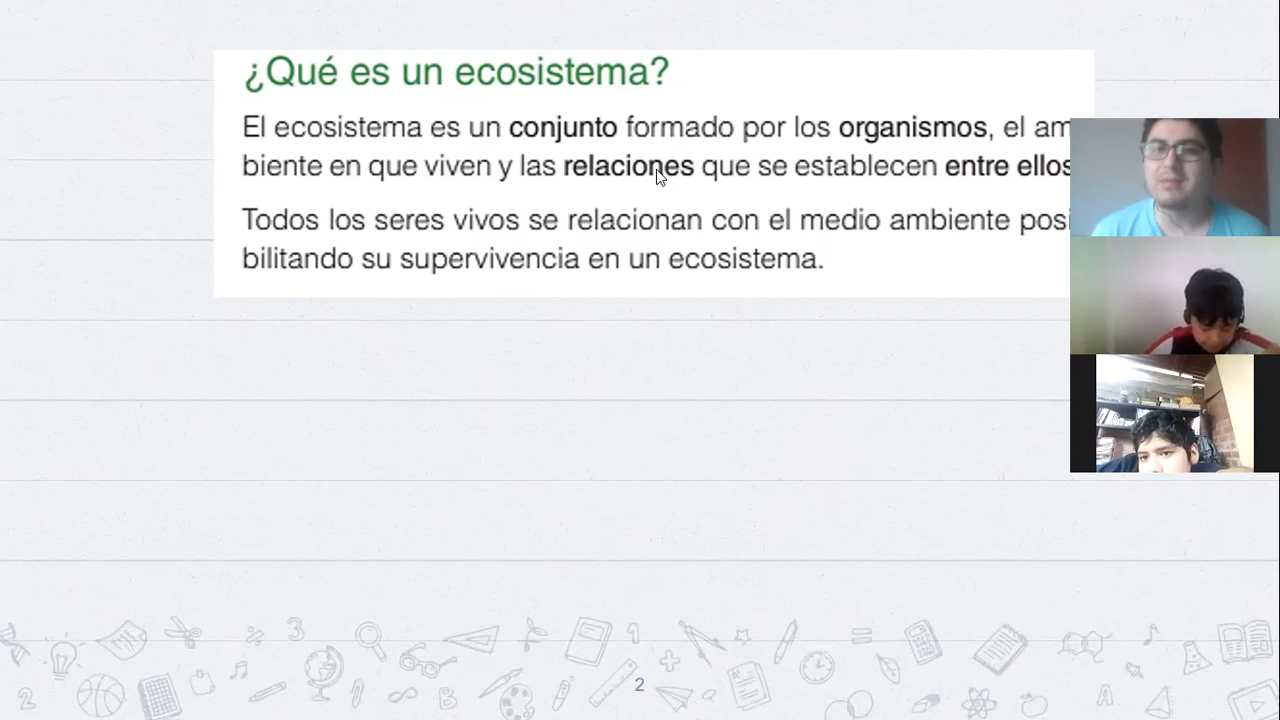 ¿Qué es un ecosistema?
El ecosistema es un conjunto formado por los organismos, el am
biente en que viven y las relaciones que se establecen entre ellos
Todos los seres vivos se relacionan con el medio ambiente posi
bilitando su supervivencia en un ecosistema.
2